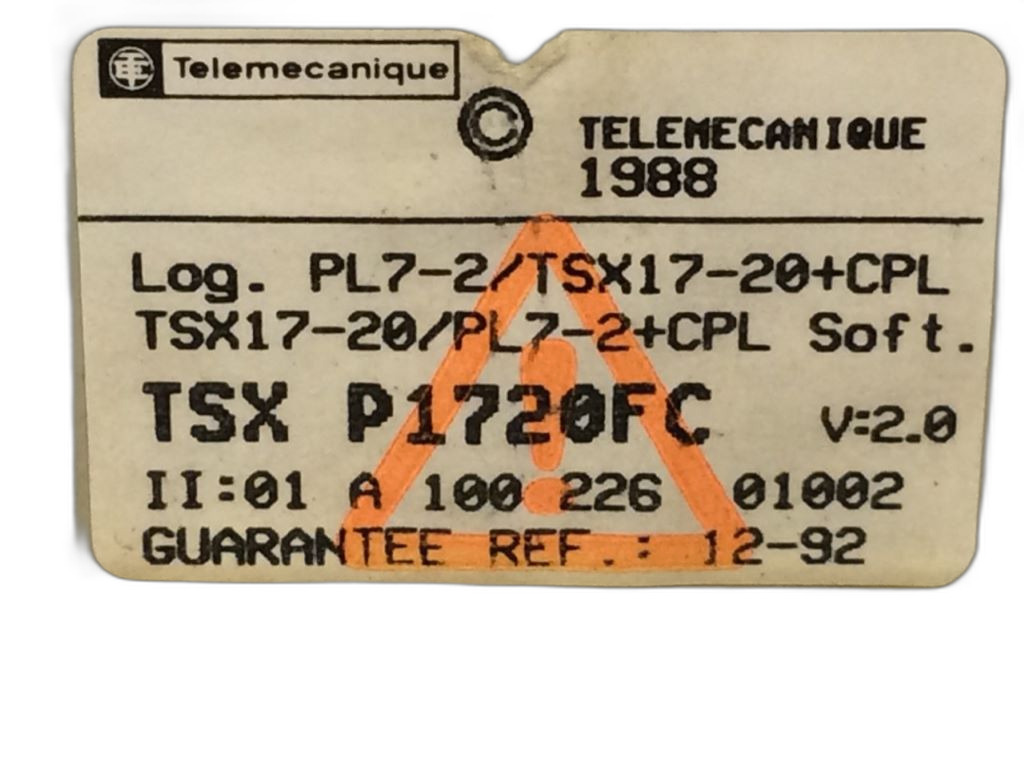 Telemecanique
© TELEMECANIQUE
1988
Log. PL7-2/TSX17-20+CPL
TSX17-20/PL7-2+CPL Soft.
TSX P1720FC V=2.0
II:01 A 100 226 01002
GUARANTEE REF.: 12-92